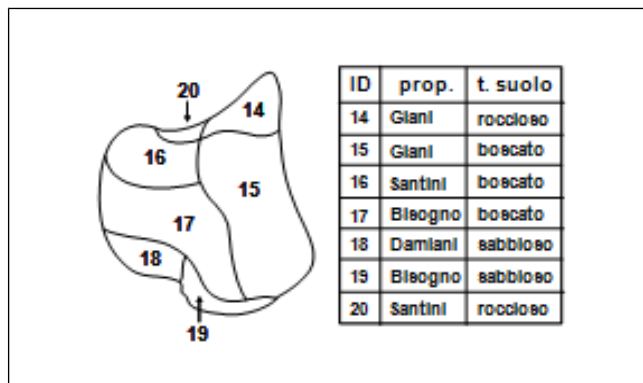 20
14
16
15
17
18
19
ID prop. t. suolo
14 Giani roccioso
15 Giani boscato
16 Santini boscato
17 Bisogno boscato
18 Damiani sabbioso
19 Bisogno sabbioso
20 Santini roccioso